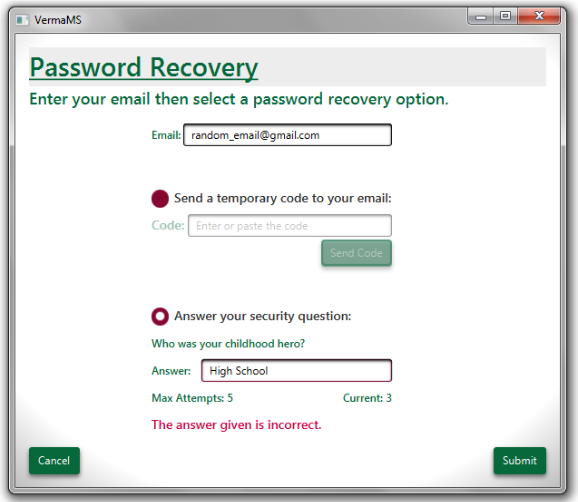 VermaMS
Password Recovery
Enter your email then select a password recovery option.
Email: random_email@gmail.com
Send a temporary code to your email:
Code: Enter or paste the code
Send Code
Answer your security question:
Who was your childhood hero?
Answer: High School
Max Attempts: 5 Current: 3
The answer given is incorrect.
Cancel Submit